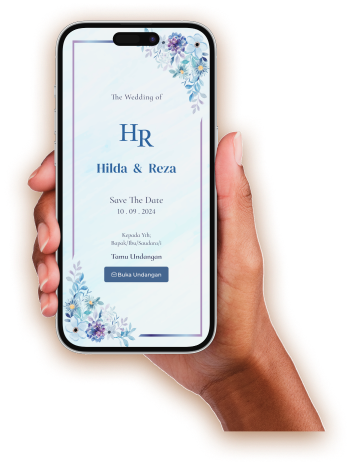 The Wedding of
HR
Hilda & Reza
Save The Date
10 . 09 . 2024
Kepada Yth;
Bapak/Ibu/Saudara/i
Tamu Undangan
Buka Undangan